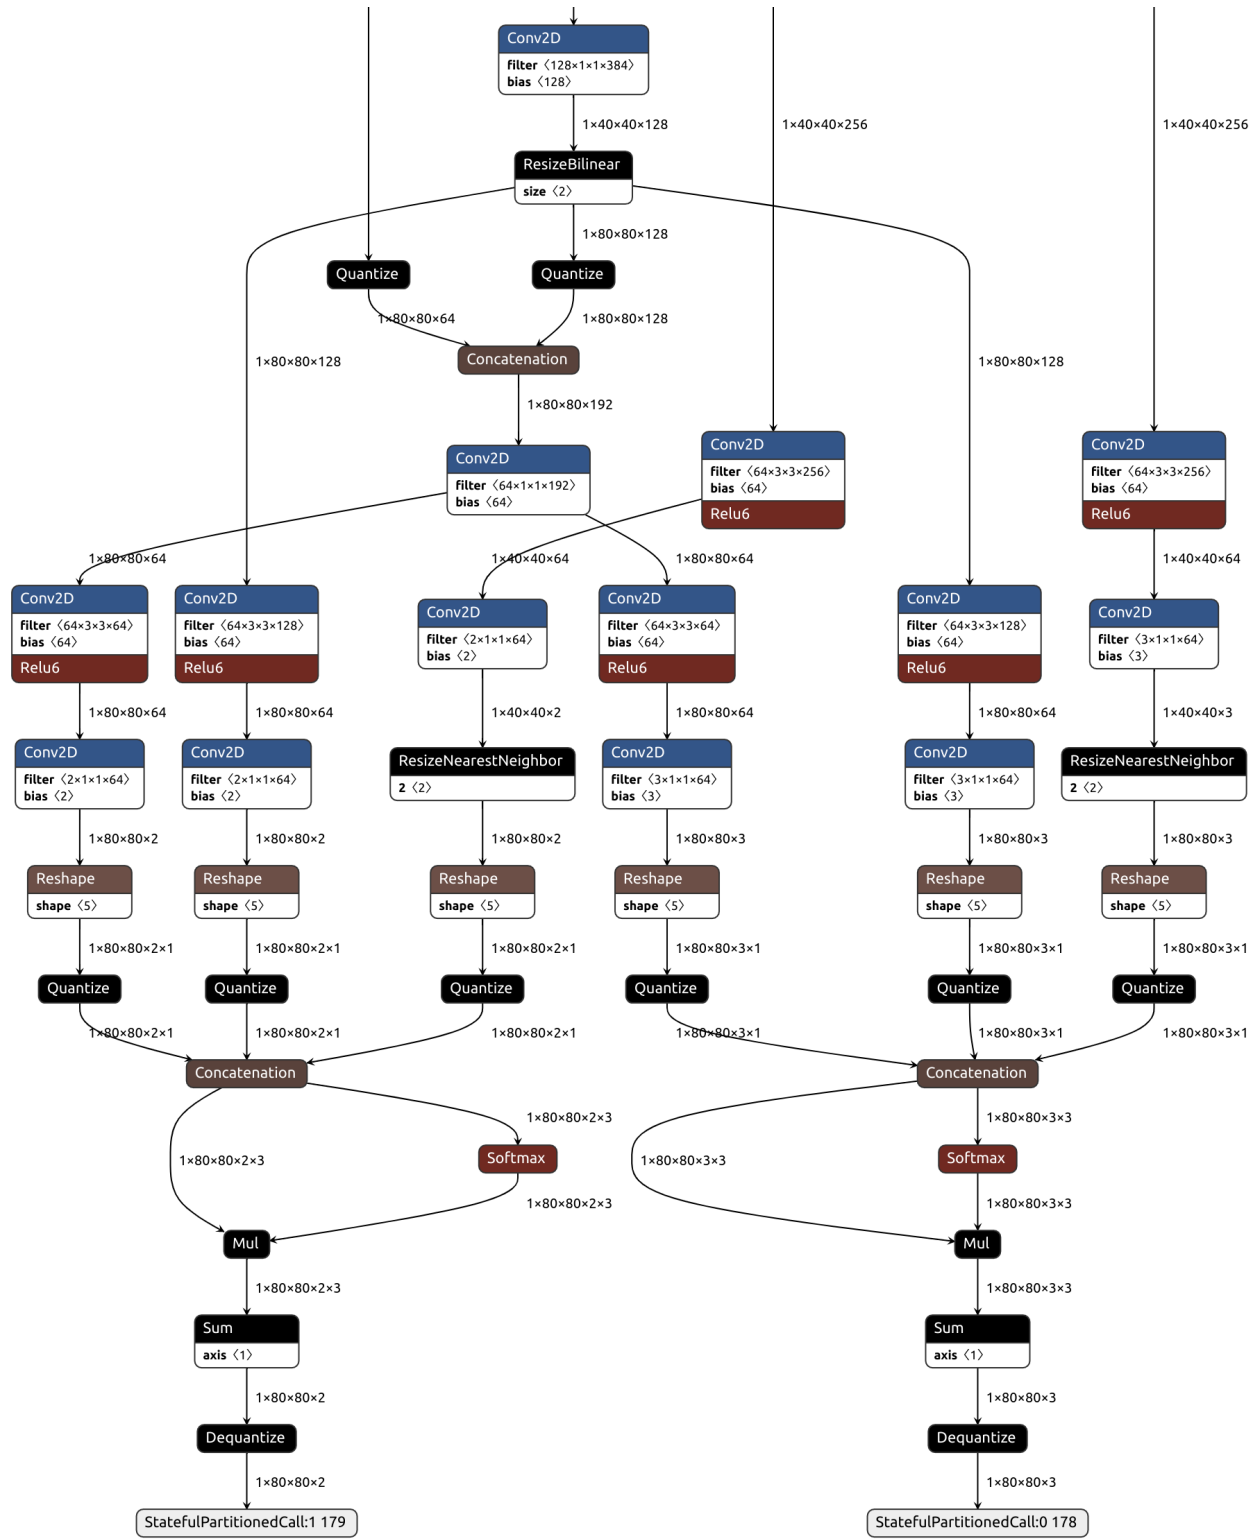 Conv2D
filter 〈128×1×1×384〉
bias 〈128〉
1×40×40×128
1×40×40×256
1×40×40×256
ResizeBilinear
size 〈2〉
1×80×80×128
Quantize
Quantize
1×80×80×64
1×80×80×128
Concatenation
1×80×80×128
1×80×80×128
1×80×80×192
Conv2D
filter 〈64×1×1×192〉
bias 〈64〉
Conv2D
filter 〈64×3×3×256〉
bias 〈64〉
Relu6
Conv2D
filter 〈64×3×3×256〉
bias 〈64〉
Relu6
1×80×80×64
1×40×40×64
1×80×80×64
1×40×40×64
Conv2D
filter 〈64×3×3×64〉
bias 〈64〉
Relu6
Conv2D
filter 〈64×3×3×128〉
bias 〈64〉
Relu6
Conv2D
filter 〈2×1×1×64〉
bias 〈2〉
Conv2D
filter 〈64×3×3×64〉
bias 〈64〉
Relu6
Conv2D
filter 〈64×3×3×128〉
bias 〈64〉
Relu6
Conv2D
filter 〈3×1×1×64〉
bias 〈3〉
1×80×80×64
1×80×80×64
1×40×40×2
1×80×80×64
1×80×80×64
1×40×40×3
Conv2D
filter 〈2×1×1×64〉
bias 〈2〉
Conv2D
filter 〈2×1×1×64〉
bias 〈2〉
ResizeNearestNeighbor
2 〈2〉
Conv2D
filter 〈3×1×1×64〉
bias 〈3〉
Conv2D
filter 〈3×1×1×64〉
bias 〈3〉
ResizeNearestNeighbor
2 〈2〉
1×80×80×2
1×80×80×2
1×80×80×2
1×80×80×3
1×80×80×3
1×80×80×3
Reshape
shape 〈5〉
Reshape
shape 〈5〉
Reshape
shape 〈5〉
Reshape
shape 〈5〉
Reshape
shape 〈5〉
Reshape
shape 〈5〉
1×80×80×2×1
1×80×80×2×1
1×80×80×2×1
1×80×80×3×1
1×80×80×3×1
1×80×80×3×1
Quantize
Quantize
Quantize
Quantize
Quantize
Quantize
1×80×80×2×1
1×80×80×2×1
1×80×80×2×1
1×80×80×3×1
1×80×80×3×1
1×80×80×3×1
Concatenation
Concatenation
1×80×80×2×3
1×80×80×3×3
1×80×80×2×3
Softmax
1×80×80×3×3
Softmax
1×80×80×2×3
1×80×80×3×3
Mul
Mul
1×80×80×2×3
1×80×80×3×3
Sum
axis 〈1〉
Sum
axis 〈1〉
1×80×80×2
1×80×80×3
Dequantize
Dequantize
1×80×80×2
1×80×80×3
StatefulPartitionedCall:1 179
StatefulPartitionedCall:0 178